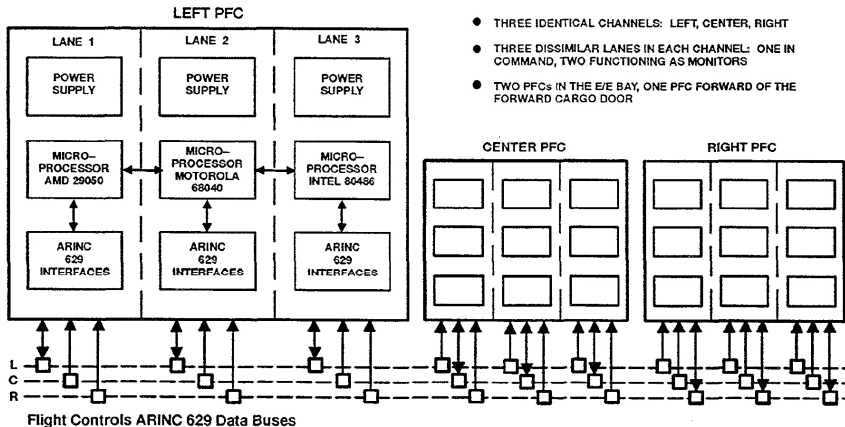 LEFT PFC
LANE 1
LANE 2
LANE 3
POWER
SUPPLY
POWER
SUPPLY
POWER
SUPPLY
MICRO–
PROCESSOR
AMD 29050
MICRO–
PROCESSOR
MOTOROLA
68040
MICRO–
PROCESSOR
INTEL 80486
ARINC
629
INTERFACES
ARINC
629
INTERFACES
ARINC
629
INTERFACES
● THREE IDENTICAL CHANNELS: LEFT, CENTER, RIGHT
● THREE DISSIMILAR LANES IN EACH CHANNEL: ONE IN
COMMAND, TWO FUNCTIONING AS MONITORS
● TWO PFCs IN THE E/E BAY, ONE PFC FORWARD OF THE
FORWARD CARGO DOOR
CENTER PFC
RIGHT PFC
L
C
R
Flight Controls ARINC 629 Data Buses